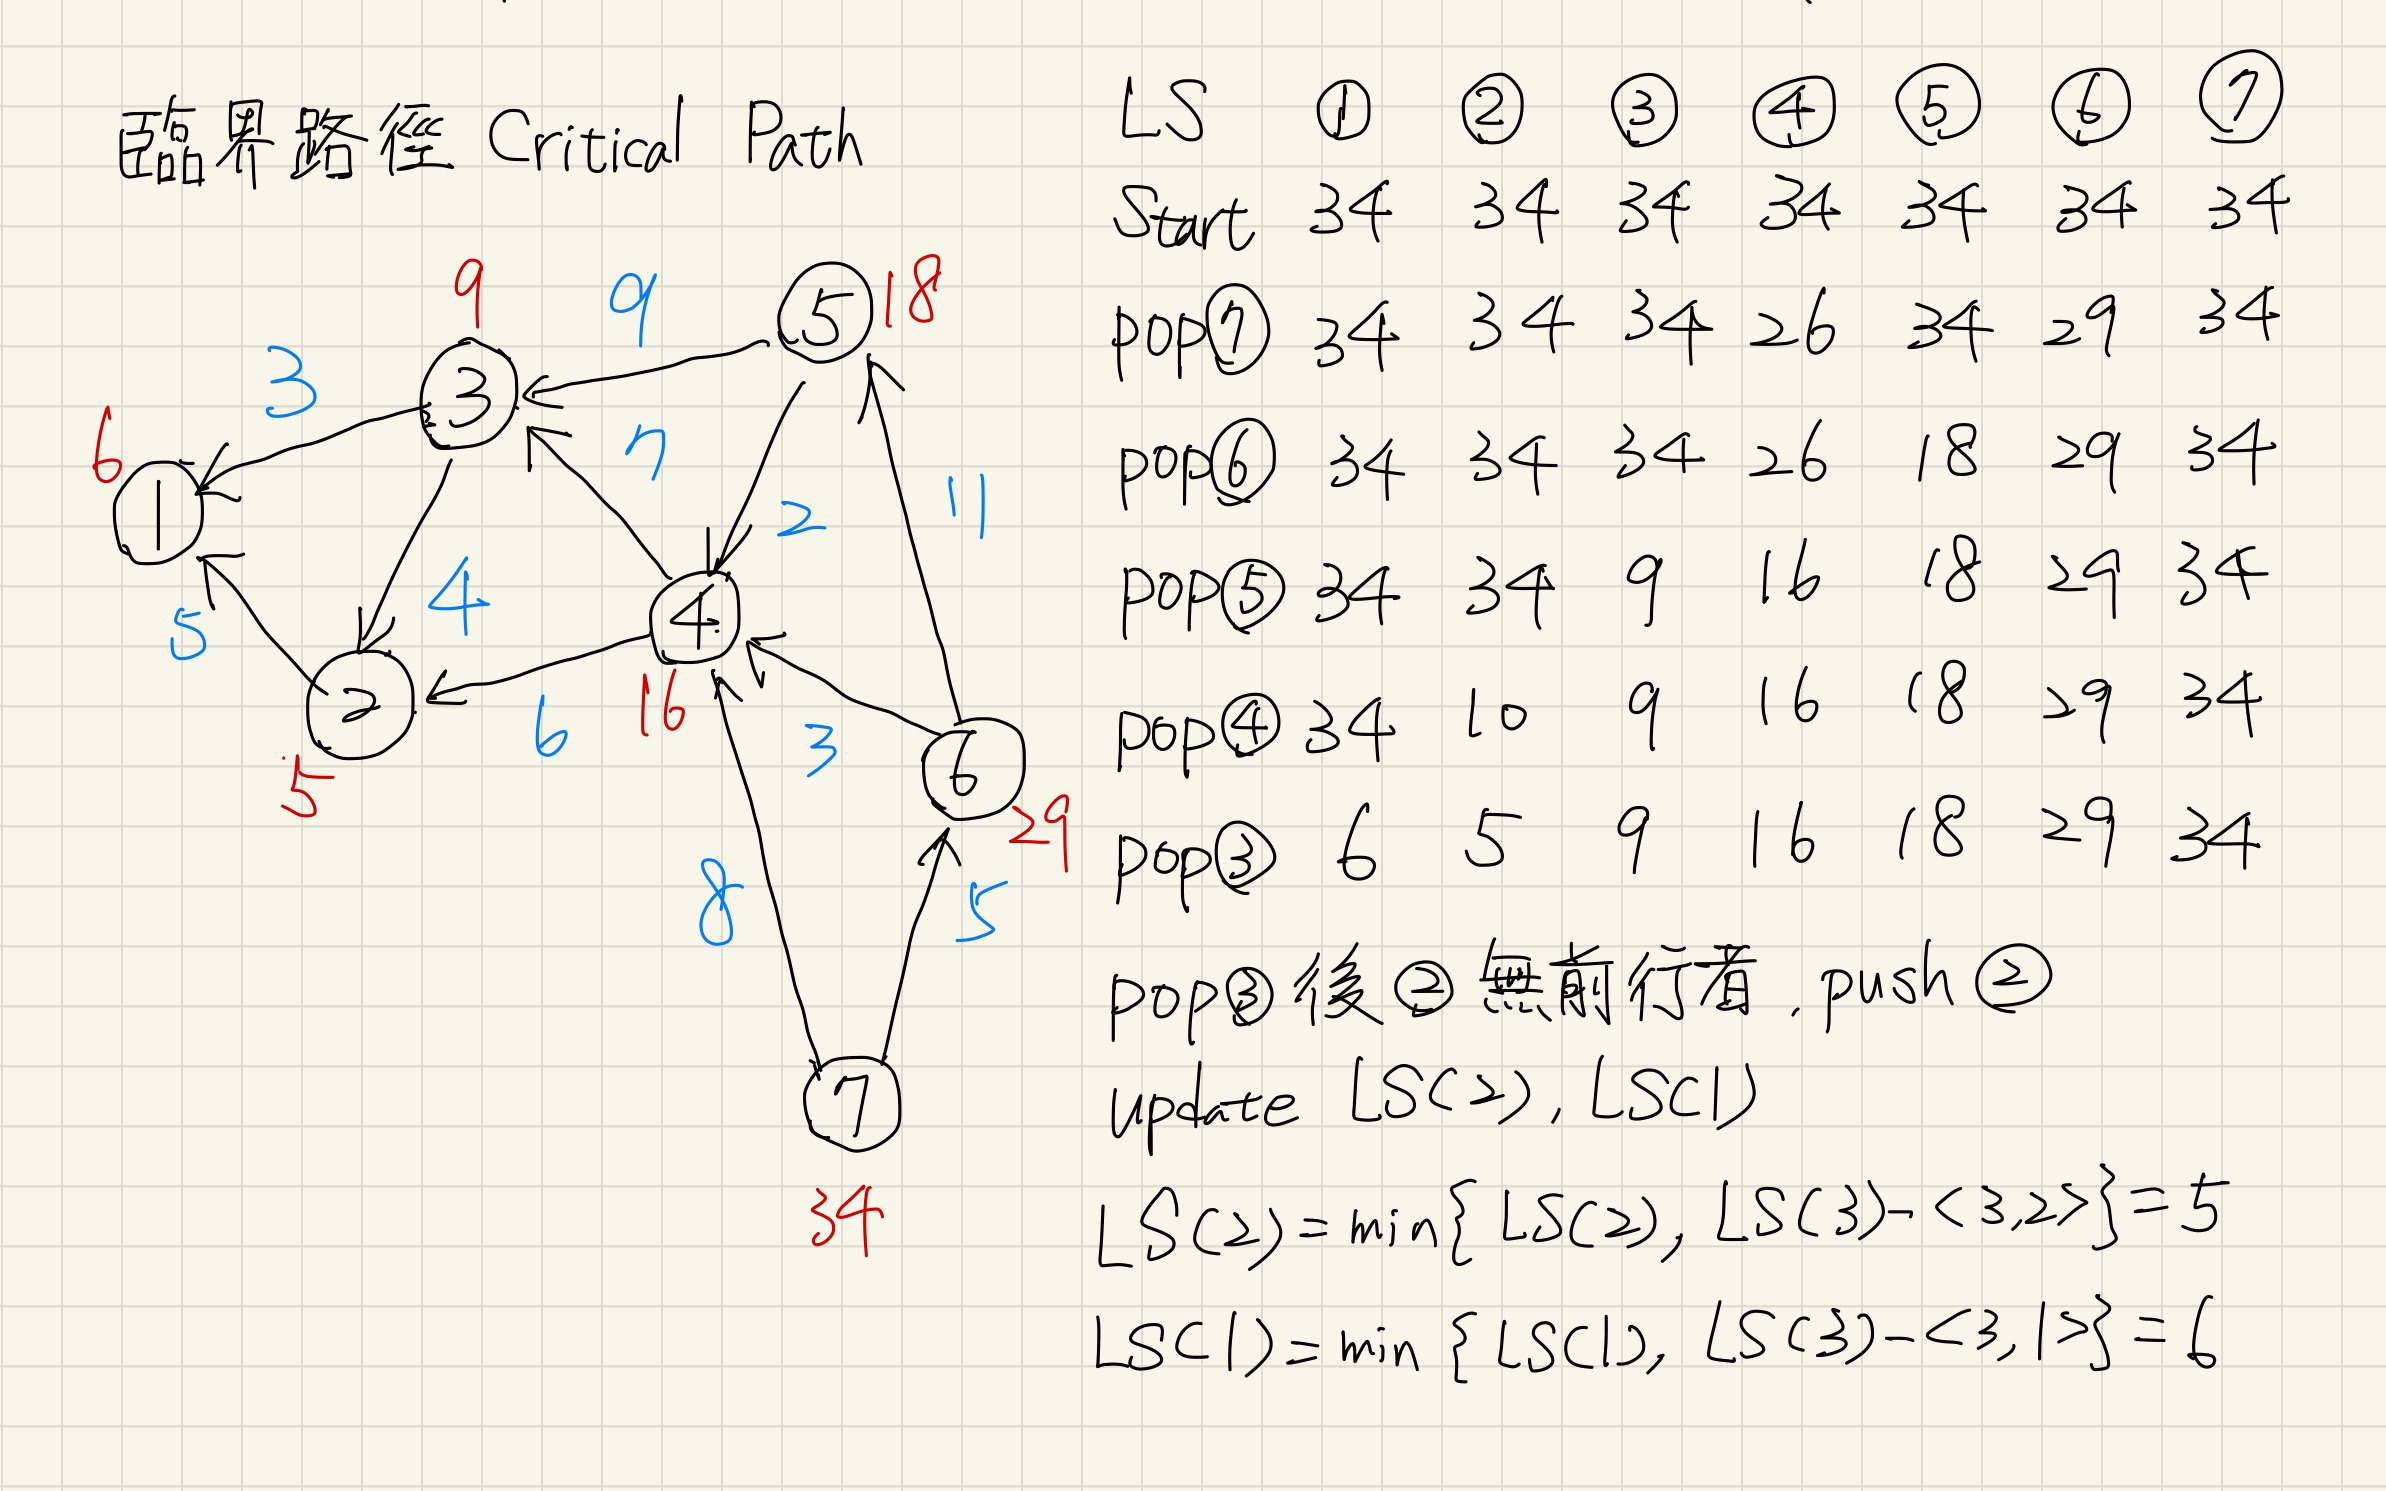 臨界路徑 Critical Path
9
9
5
18
3
3
6
7
1
2
11
4
5
4
2
6
16
3
6
5
29
8
5
7
34
LS ① ② ③ ④ ⑤ ⑥ ⑦
Start 34 34 34 34 34 34 34
pop⑦ 34 34 34 26 34 29 34
pop⑥ 34 34 34 26 18 29 34
pop⑤ 34 34 9 16 18 29 34
pop④ 34 10 9 16 18 29 34
pop③ 6 5 9 16 18 29 34
pop③後②無前行者, push②
update LS(2), LS(1)
LS(2)=min{LS(2), LS(3)-<3,2>}=5
LS(1)=min{LS(1), LS(3)-<3,1>}=6